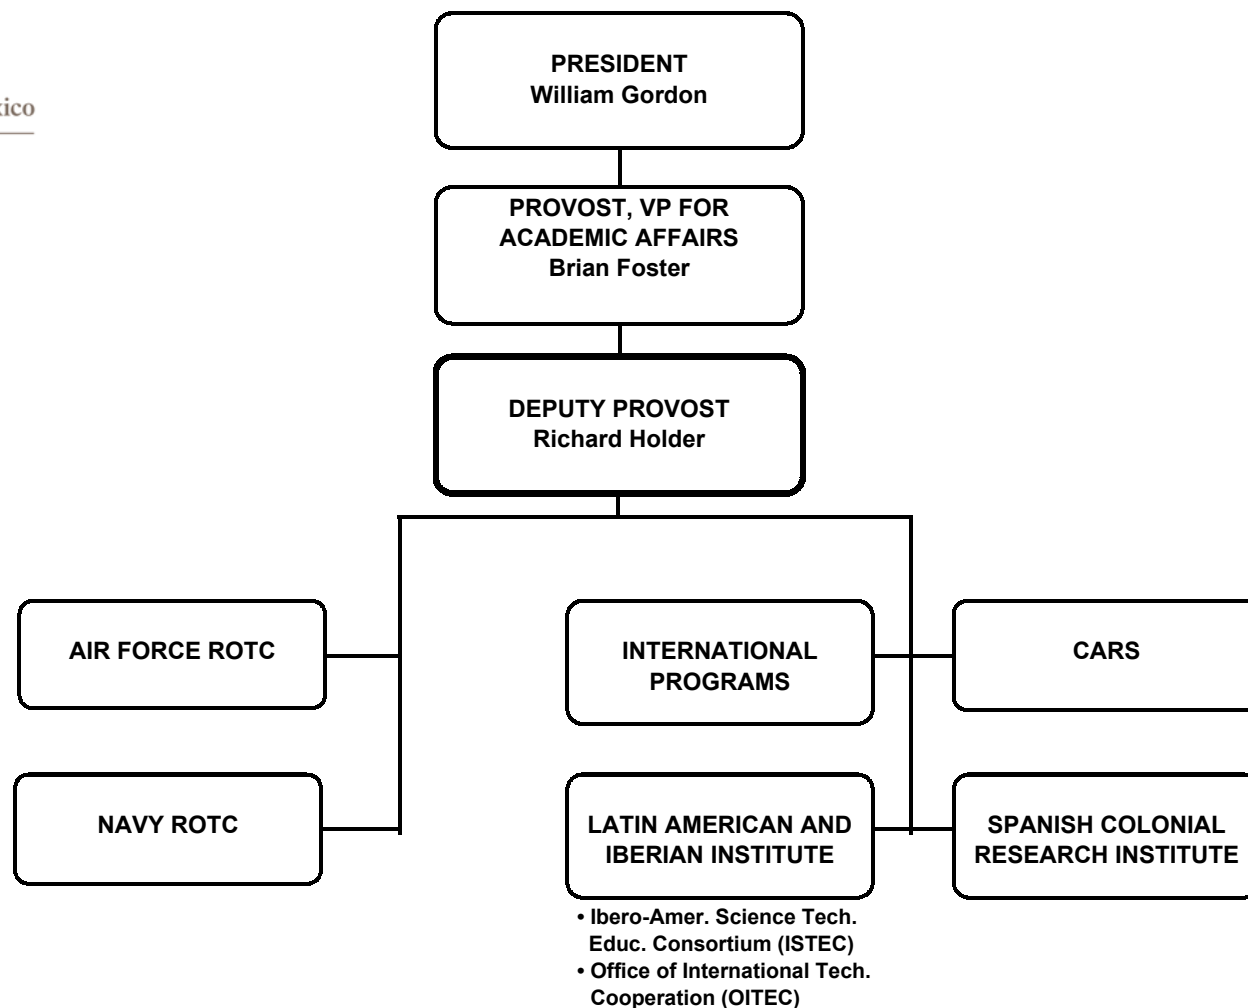 PRESIDENT
William Gordon
PROVOST, VP FOR
ACADEMIC AFFAIRS
Brian Foster
DEPUTY PROVOST
Richard Holder
AIR FORCE ROTC
INTERNATIONAL
PROGRAMS
CARS
NAVY ROTC
LATIN AMERICAN AND
IBERIAN INSTITUTE
SPANISH COLONIAL
RESEARCH INSTITUTE
• Ibero-Amer. Science Tech.
Educ. Consortium (ISTEC)
• Office of International Tech.
Cooperation (OITEC)